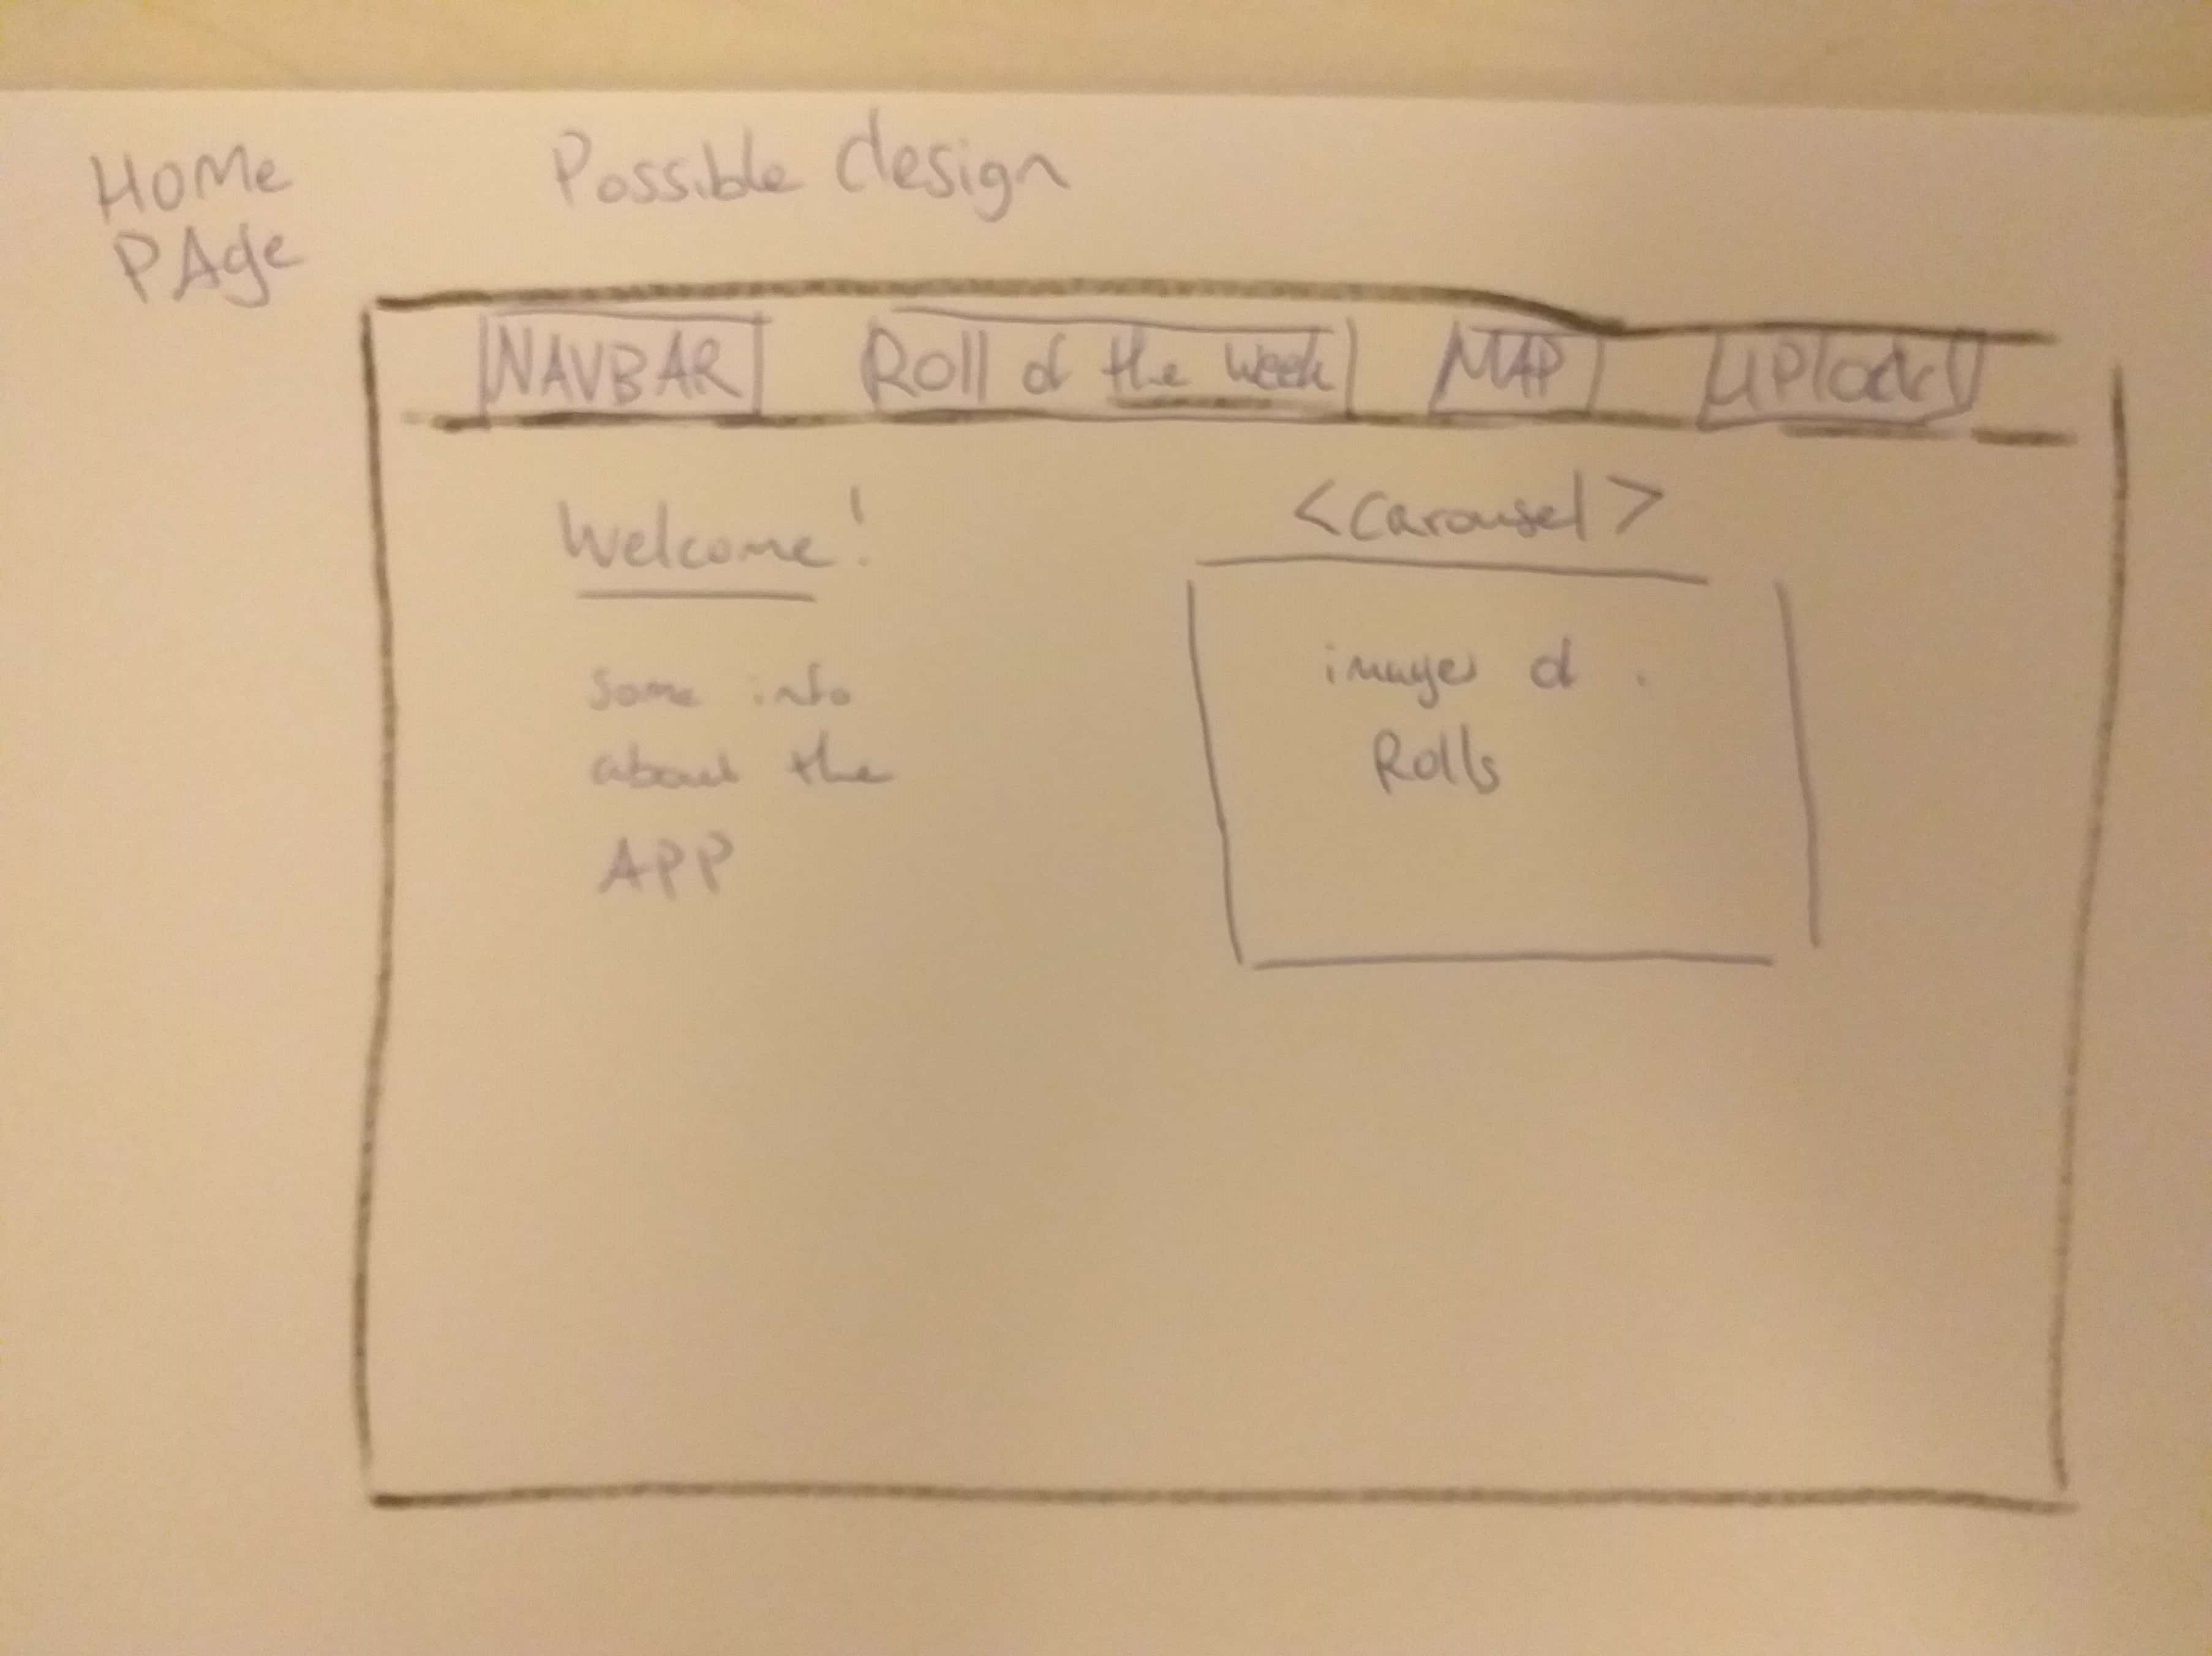 Home
PAge
Possible design
NAVBAR Roll of the week MAP UPload
Welcome!
<Carousel>
some info
about the
APP
images of
Rolls